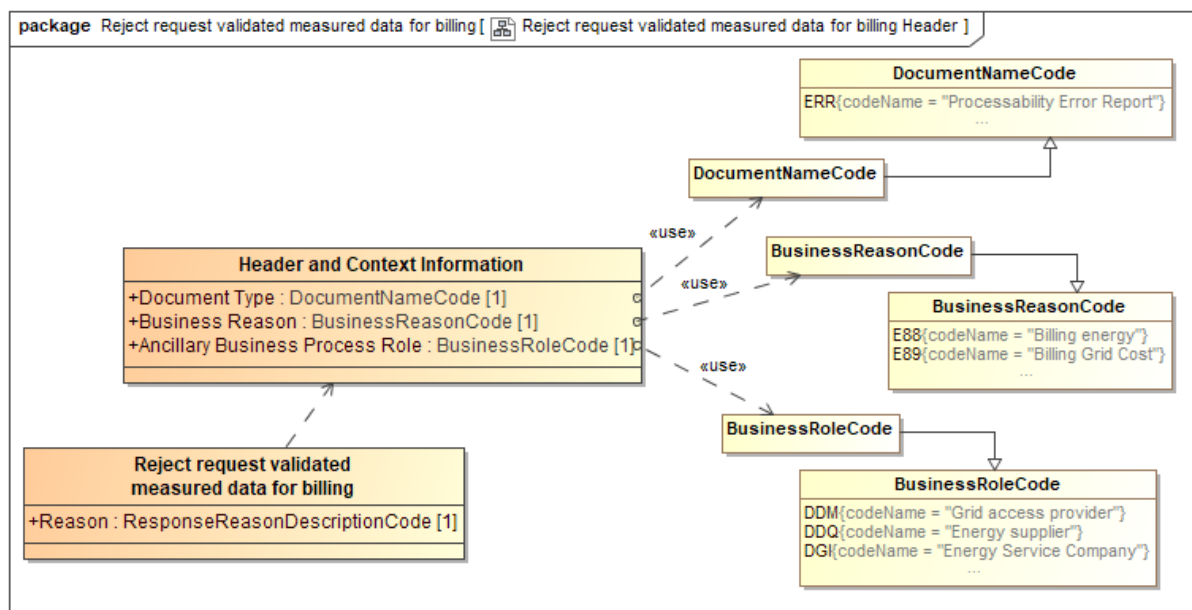 package Reject request validated measured data for billing [ Reject request validated measured data for billing Header ]
DocumentNameCode
ERR{codeName = "Processability Error Report"}
...
DocumentNameCode
«use»
BusinessReasonCode
«use»
Header and Context Information
+Document Type : DocumentNameCode [1]
+Business Reason : BusinessReasonCode [1]
+Ancillary Business Process Role : BusinessRoleCode [1]
BusinessReasonCode
E88{codeName = "Billing energy"}
E89{codeName = "Billing Grid Cost"}
...
«use»
BusinessRoleCode
Reject request validated
measured data for billing
+Reason : ResponseReasonDescriptionCode [1]
BusinessRoleCode
DDM{codeName = "Grid access provider"}
DDQ{codeName = "Energy supplier"}
DGI{codeName = "Energy Service Company"}
...